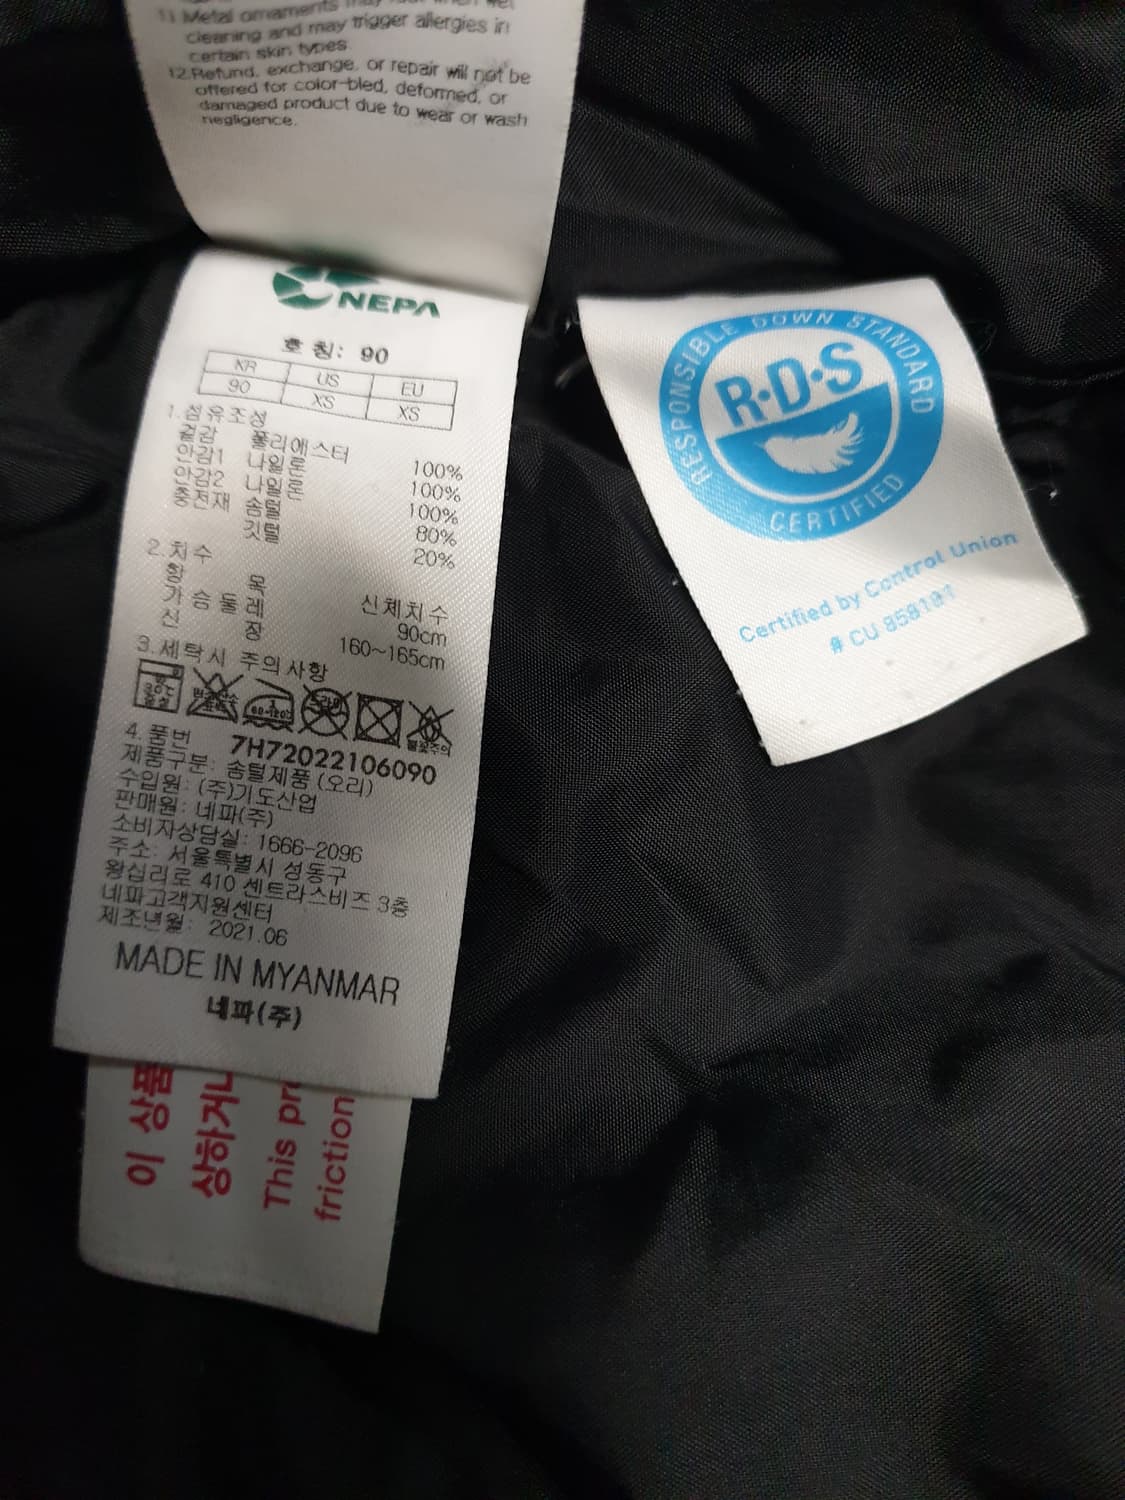 11.Metal ornaments may
cleaning and may trigger allergies in
certain skin types.
12.Refund, exchange, or repair will not be
offered for color-bled, deformed, or
damaged product due to wear or wash
negligence.
NEPA
호 칭: 90
KR US EU
90 XS XS
1.섬유조성
겉감 폴리에스터 100%
안감1 나일론 100%
안감2 나일론 100%
충전재 솜털 80%
깃털 20%
2.치수
항 목 신체치수
가 슴 둘 레 90cm
신 장 160~165cm
3.세탁시 주의사항
4.품번 7H72022106090
제품구분: 솜털제품 (오리)
수입원: (주)기도산업
판매원: 네파(주)
소비자상담실: 1666-2096
주소: 서울특별시 성동구
왕십리로 410 센트라스비즈 3층
네파고객지원센터
제조년월: 2021.06
MADE IN MYANMAR
네파(주)
이 상품
상하거나
This pr
friction
RESPONSIBLE DOWN STANDARD
R·D·S
CERTIFIED
Certified by Control Union
# CU 858191